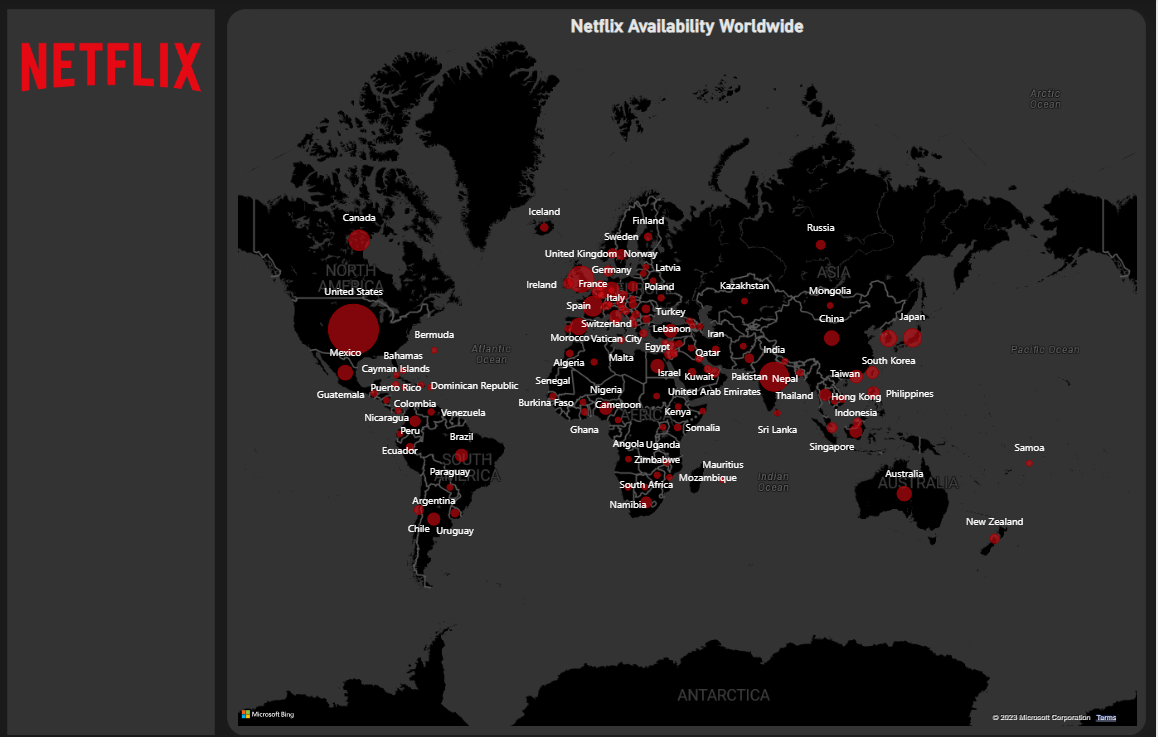 NETFLIX
Netflix Availability Worldwide
Arctic
Ocean
Iceland
Canada
Finland
Russia
Sweden
United Kingdom
Norway
NORTH
AMERICA
Germany
Latvia
ASIA
Ireland
France
Poland
Kazakhstan
Mongolia
United States
Italy
Spain
Turkey
China
Japan
Switzerland
Lebanon
Iran
Bermuda
Morocco
Vatican City
Atlantic
Ocean
Egypt
Qatar
India
Pacific Ocean
Mexico
Bahamas
Malta
South Korea
Algeria
Cayman Islands
Israel
Kuwait
Pakistan
Nepal
Taiwan
Senegal
Puerto Rico
Dominican Republic
Nigeria
United Arab Emirates
Thailand
Hong Kong
Philippines
Guatemala
Burkina Faso
Cameroon
AFRICA
Colombia
Venezuela
Kenya
Indonesia
Nicaragua
Ghana
Somalia
Sri Lanka
Peru
Brazil
Angola
Uganda
Singapore
Ecuador
Samoa
SOUTH
AMERICA
Zimbabwe
Mauritius
Paraguay
Mozambique
Indian
Ocean
Australia
AUSTRALIA
South Africa
Argentina
Namibia
Chile
Uruguay
New Zealand
ANTARCTICA
Microsoft Bing
© 2023 Microsoft Corporation Terms